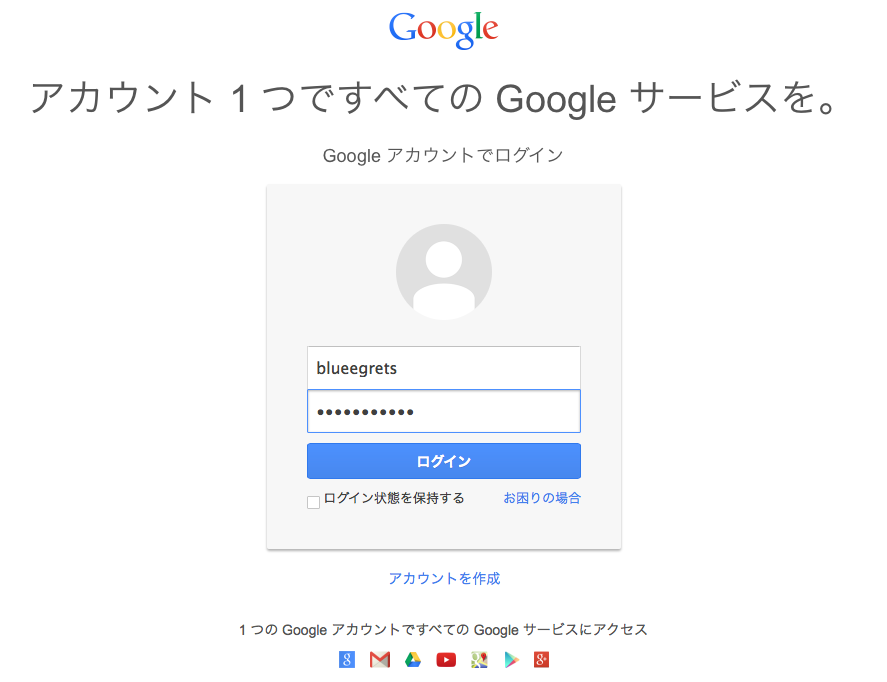 Google
アカウント 1 つですべての Google サービスを。
Google アカウントでログイン
blueegrets
•••••••••••
ログイン
ログイン状態を保持する お困りの場合
アカウントを作成
1 つの Google アカウントですべての Google サービスにアクセス